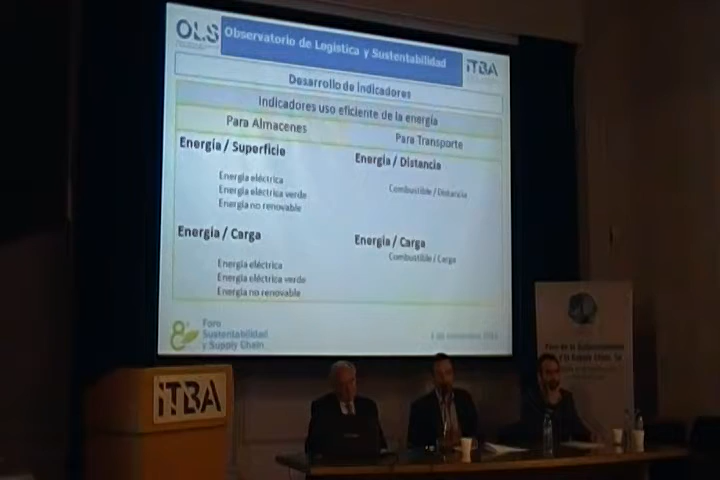 OLS
Observatorio de Logística y Sustentabilidad
ITBA
Desarrollo de Indicadores
Indicadores uso eficiente de la energía
Para Almacenes
Para Transporte
Energía / Superficie
Energía eléctrica
Energía eléctrica verde
Energía no renovable
Energía / Distancia
Combustible / Distancia
Energía / Carga
Energía eléctrica
Energía eléctrica verde
Energía no renovable
Energía / Carga
Combustible / Carga
8º
Foro
Sustentabilidad
y Supply Chain
ITBA